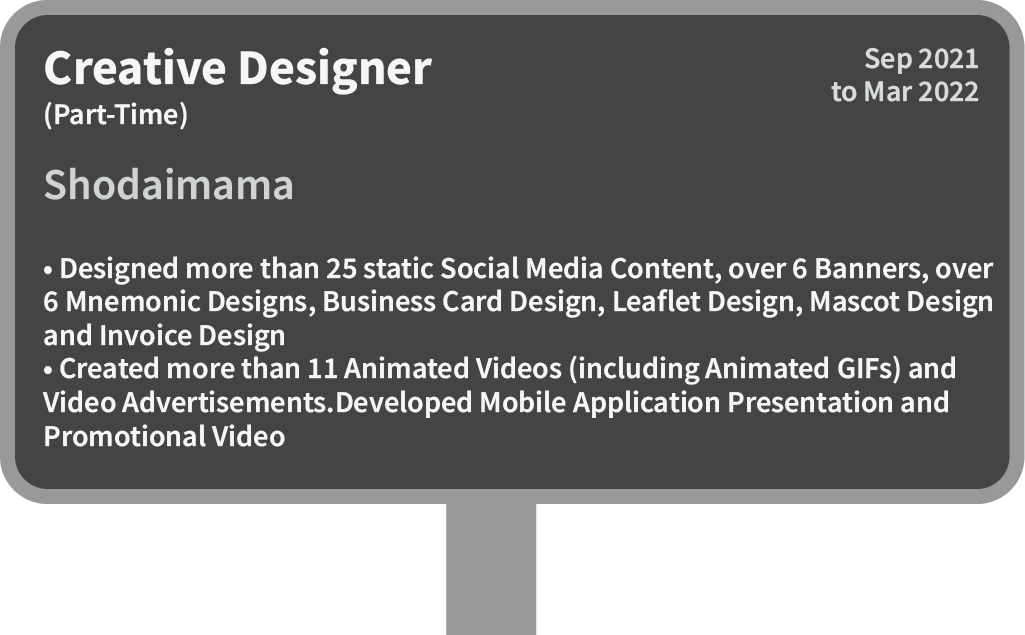 Creative Designer
(Part-Time)
Sep 2021
to Mar 2022
Shodaimama
• Designed more than 25 static Social Media Content, over 6 Banners, over
6 Mnemonic Designs, Business Card Design, Leaflet Design, Mascot Design
and Invoice Design
• Created more than 11 Animated Videos (including Animated GIFs) and
Video Advertisements.Developed Mobile Application Presentation and
Promotional Video